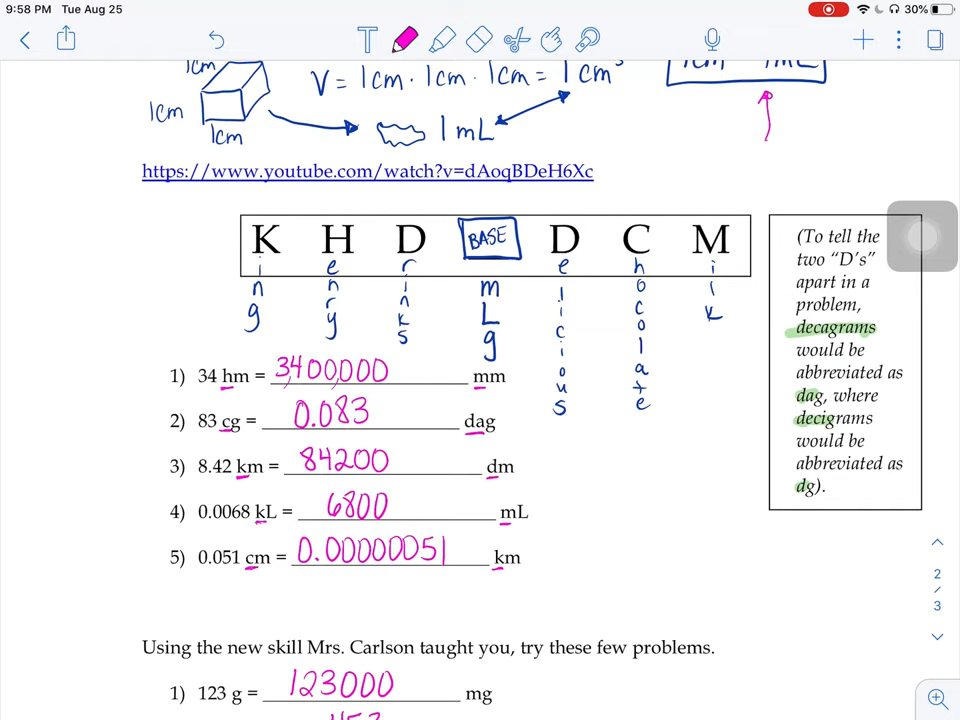 9:58 PM Tue Aug 25
30%
1cm
V = 1cm · 1cm · 1cm = 1 cm³
1cm
1cm
1 mL
https://www.youtube.com/watch?v=dAoqBDeH6Xc
K H D BASE D C M
King
Henry
Drinks
m
L
g
Delicious
Chocolate
Milk
(To tell the
two “D’s”
apart in a
problem,
decagrams
would be
abbreviated as
dag, where
decigrams
would be
abbreviated as
dg).
1) 34 hm = 3,400,000 mm
2) 83 cg = 0.083 dag
3) 8.42 km = 84200 dm
4) 0.0068 kL = 6800 mL
5) 0.051 cm = 0.00000051 km
2
/
3
Using the new skill Mrs. Carlson taught you, try these few problems.
1) 123 g = 123000 mg